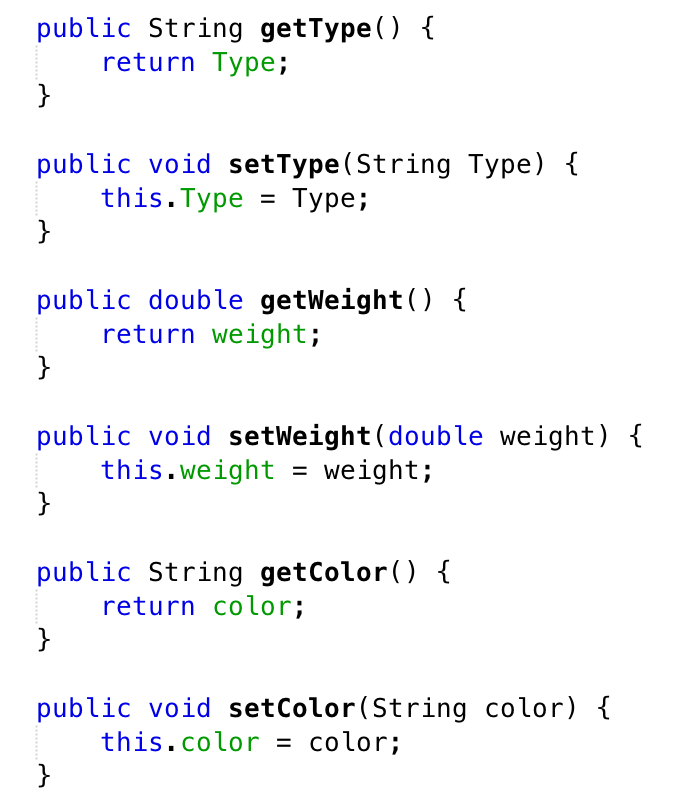 public String getType() {
    return Type;
}

public void setType(String Type) {
    this.Type = Type;
}

public double getWeight() {
    return weight;
}

public void setWeight(double weight) {
    this.weight = weight;
}

public String getColor() {
    return color;
}

public void setColor(String color) {
    this.color = color;
}